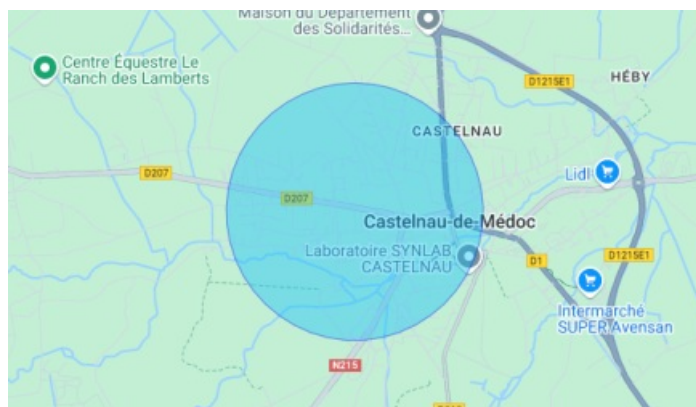 Maison du Département
des Solidarités...
Centre Équestre Le
Ranch des Lamberts
D1215E1
HÉBY
CASTELNAU
D207
Lidl
D207
Castelnau-de-Médoc
Laboratoire SYNLAB
CASTELNAU
D1
D1215E1
Intermarché
SUPER Avensan
N215